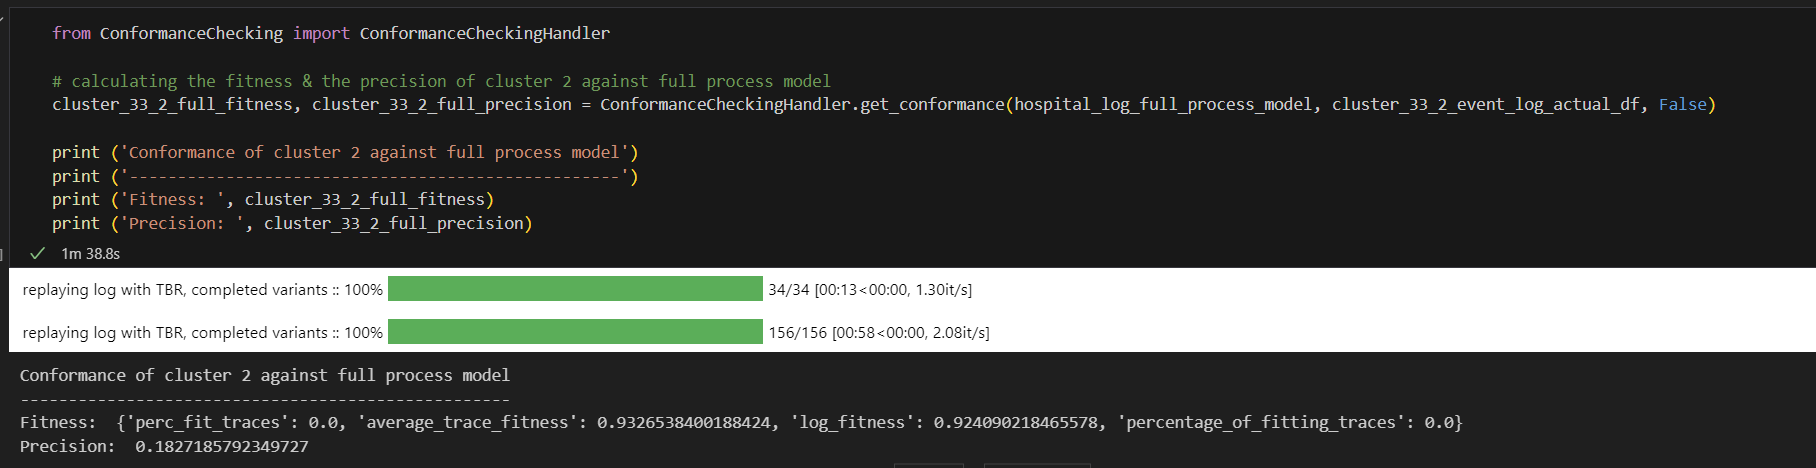 from ConformanceChecking import ConformanceCheckingHandler
# calculating the fitness & the precision of cluster 2 against full process model
cluster_33_2_full_fitness, cluster_33_2_full_precision = ConformanceCheckingHandler.get_conformance(hospital_log_full_process_model, cluster_33_2_event_log_actual_df, False)
print ('Conformance of cluster 2 against full process model')
print ('---------------------------------------------------')
print ('Fitness: ', cluster_33_2_full_fitness)
print ('Precision: ', cluster_33_2_full_precision)
✓ 1m 38.8s
replaying log with TBR, completed variants :: 100% 34/34 [00:13<00:00, 1.30it/s]
replaying log with TBR, completed variants :: 100% 156/156 [00:58<00:00, 2.08it/s]
Conformance of cluster 2 against full process model
---------------------------------------------------
Fitness:  {'perc_fit_traces': 0.0, 'average_trace_fitness': 0.9326538400188424, 'log_fitness': 0.924090218465578, 'percentage_of_fitting_traces': 0.0}
Precision:  0.1827185792349727